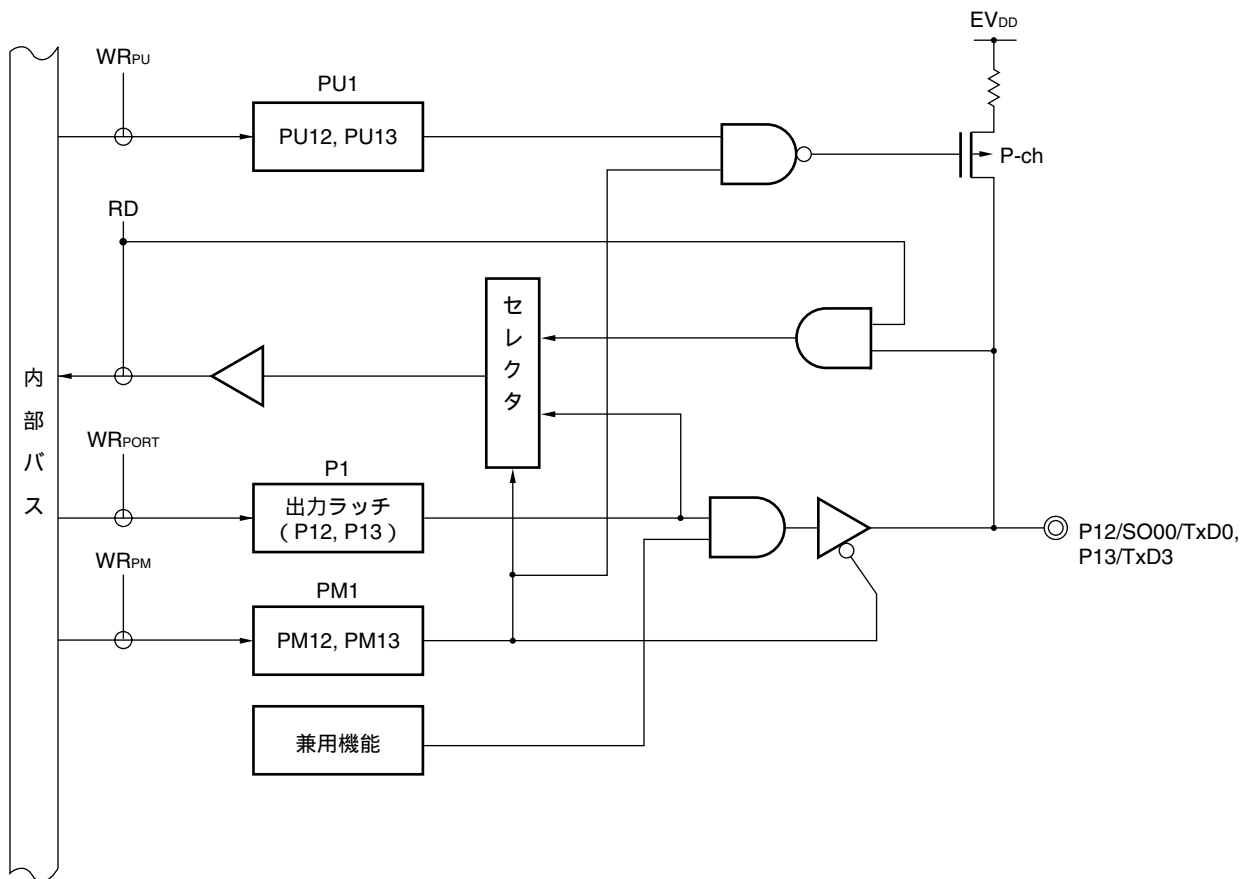 EVDD
WRPU
PU1
PU12, PU13
P-ch
RD
セレクタ
内部バス
WRPORT
P1
出力ラッチ
( P12, P13 )
P12/SO00/TxD0,
P13/TxD3
WRPM
PM1
PM12, PM13
兼用機能